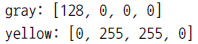 gray: [128, 0, 0, 0]
yellow: [0, 255, 255, 0]